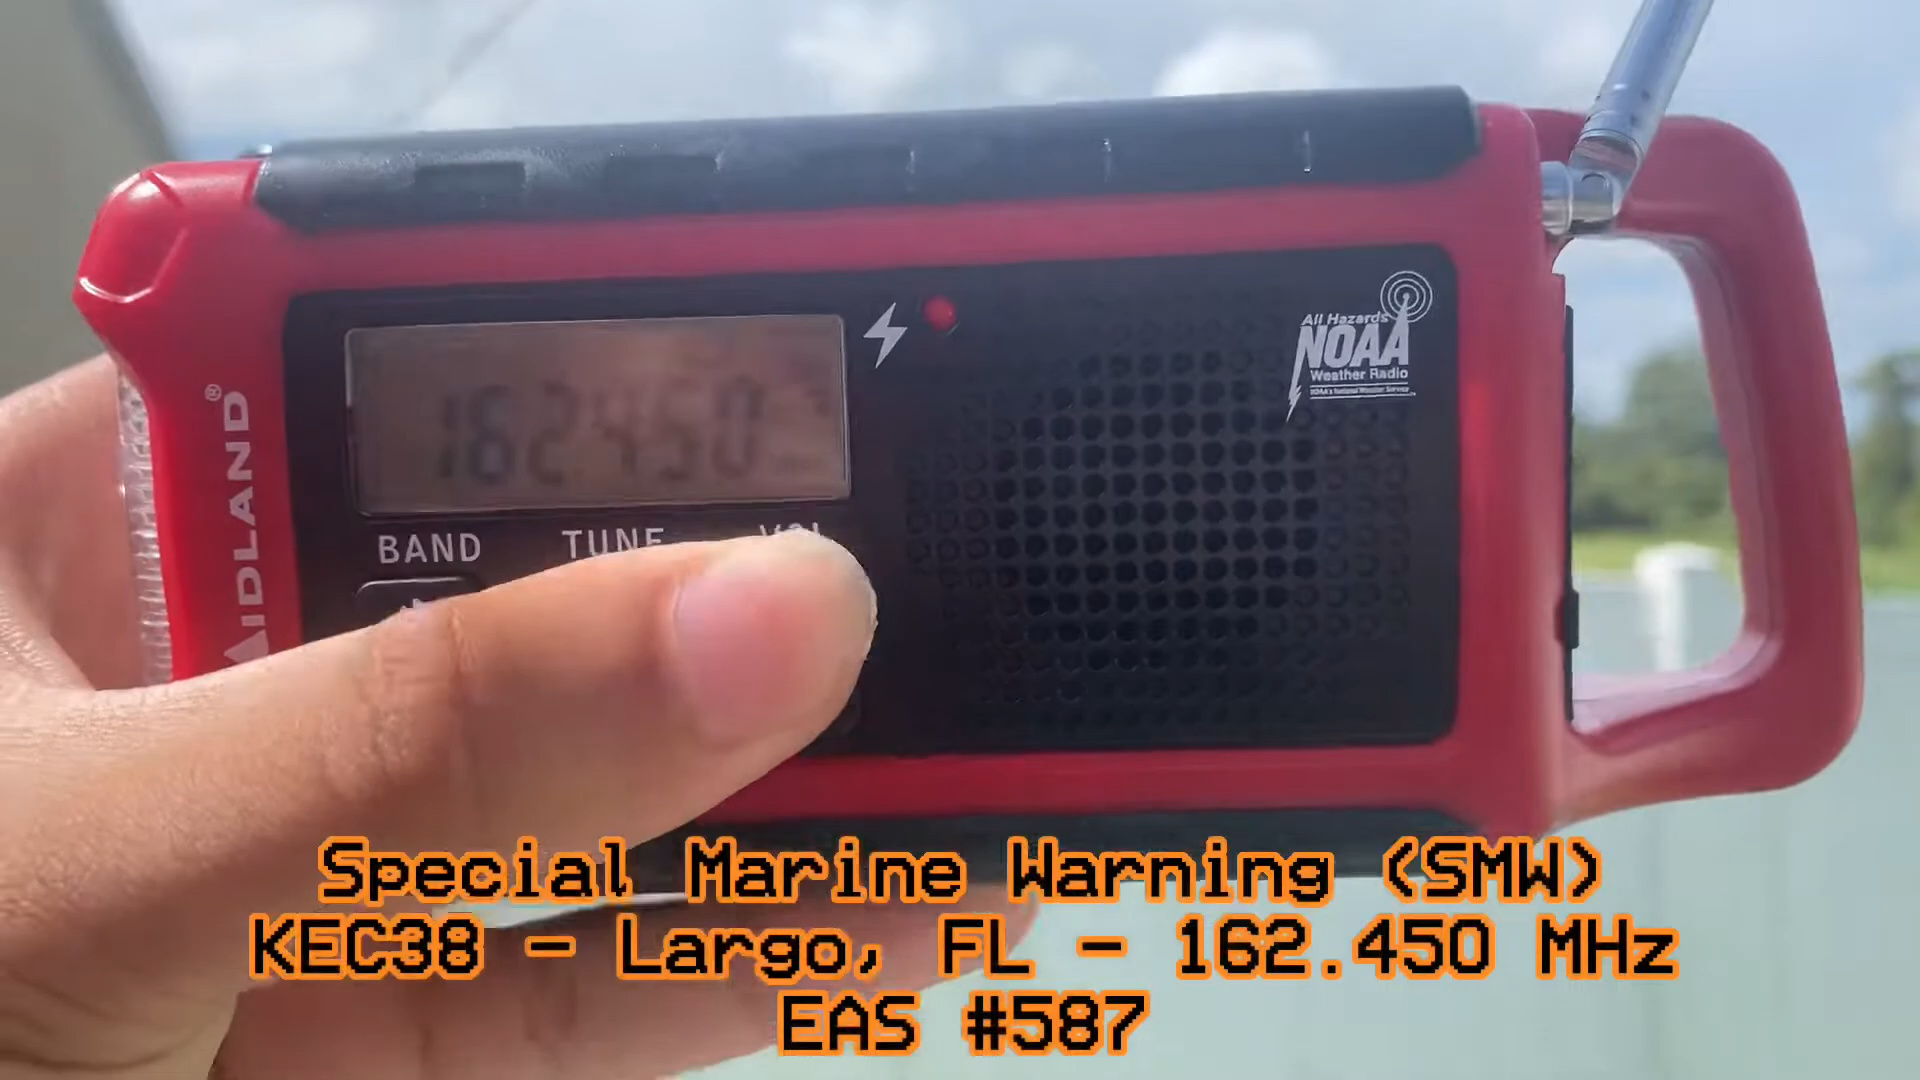 All Hazards
NOAA
Weather Radio
MIDLAND®
162450
BAND TUNE VOL
Special Marine Warning (SMW)
KEC38 - Largo, FL - 162.450 MHz
EAS #587